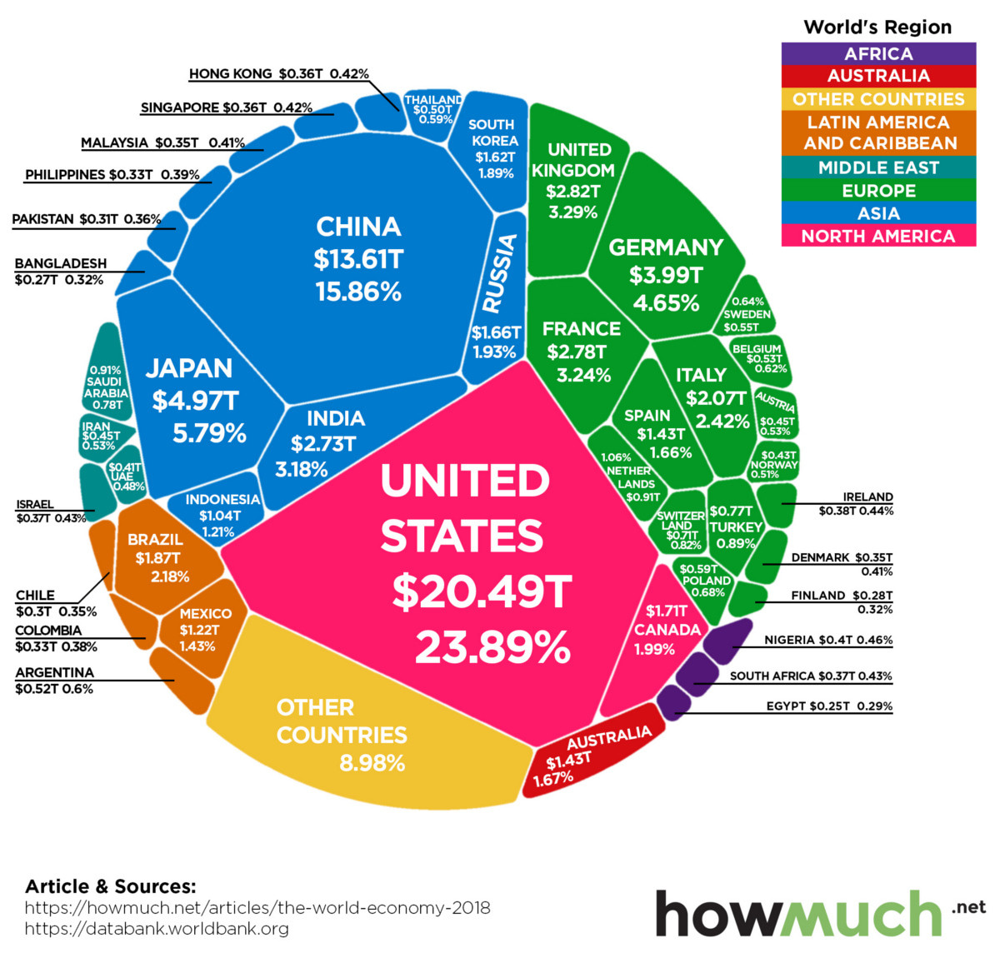 World's Region
AFRICA
AUSTRALIA
OTHER COUNTRIES
LATIN AMERICA
AND CARIBBEAN
MIDDLE EAST
EUROPE
ASIA
NORTH AMERICA
HONG KONG $0.36T 0.42%
SINGAPORE $0.36T 0.42%
MALAYSIA $0.35T 0.41%
PHILIPPINES $0.33T 0.39%
PAKISTAN $0.31T 0.36%
BANGLADESH
$0.27T 0.32%
THAILAND
$0.50T
0.59%
SOUTH
KOREA
$1.62T
1.89%
CHINA
$13.61T
15.86%
RUSSIA
$1.66T
1.93%
JAPAN
$4.97T
5.79%
INDIA
$2.73T
3.18%
INDONESIA
$1.04T
1.21%
UNITED
KINGDOM
$2.82T
3.29%
GERMANY
$3.99T
4.65%
FRANCE
$2.78T
3.24%
ITALY
$2.07T
2.42%
SPAIN
$1.43T
1.66%
1.06%
NETHER
LANDS
$0.91T
SWITZER
LAND
$0.71T
0.82%
$0.77T
TURKEY
0.89%
$0.59T
POLAND
0.68%
0.64%
SWEDEN
$0.55T
BELGIUM
$0.53T
0.62%
AUSTRIA
$0.45T
0.53%
$0.43T
NORWAY
0.51%
IRELAND
$0.38T 0.44%
DENMARK $0.35T
0.41%
FINLAND $0.28T
0.32%
0.91%
SAUDI
ARABIA
0.78T
IRAN
$0.45T
0.53%
$0.41T
UAE
0.48%
ISRAEL
$0.37T 0.43%
BRAZIL
$1.87T
2.18%
MEXICO
$1.22T
1.43%
CHILE
$0.3T 0.35%
COLOMBIA
$0.33T 0.38%
ARGENTINA
$0.52T 0.6%
UNITED
STATES
$20.49T
23.89%
$1.71T
CANADA
1.99%
NIGERIA $0.4T 0.46%
SOUTH AFRICA $0.37T 0.43%
EGYPT $0.25T 0.29%
OTHER
COUNTRIES
8.98%
AUSTRALIA
$1.43T
1.67%
Article & Sources:
https://howmuch.net/articles/the-world-economy-2018
https://databank.worldbank.org
howmuch.net